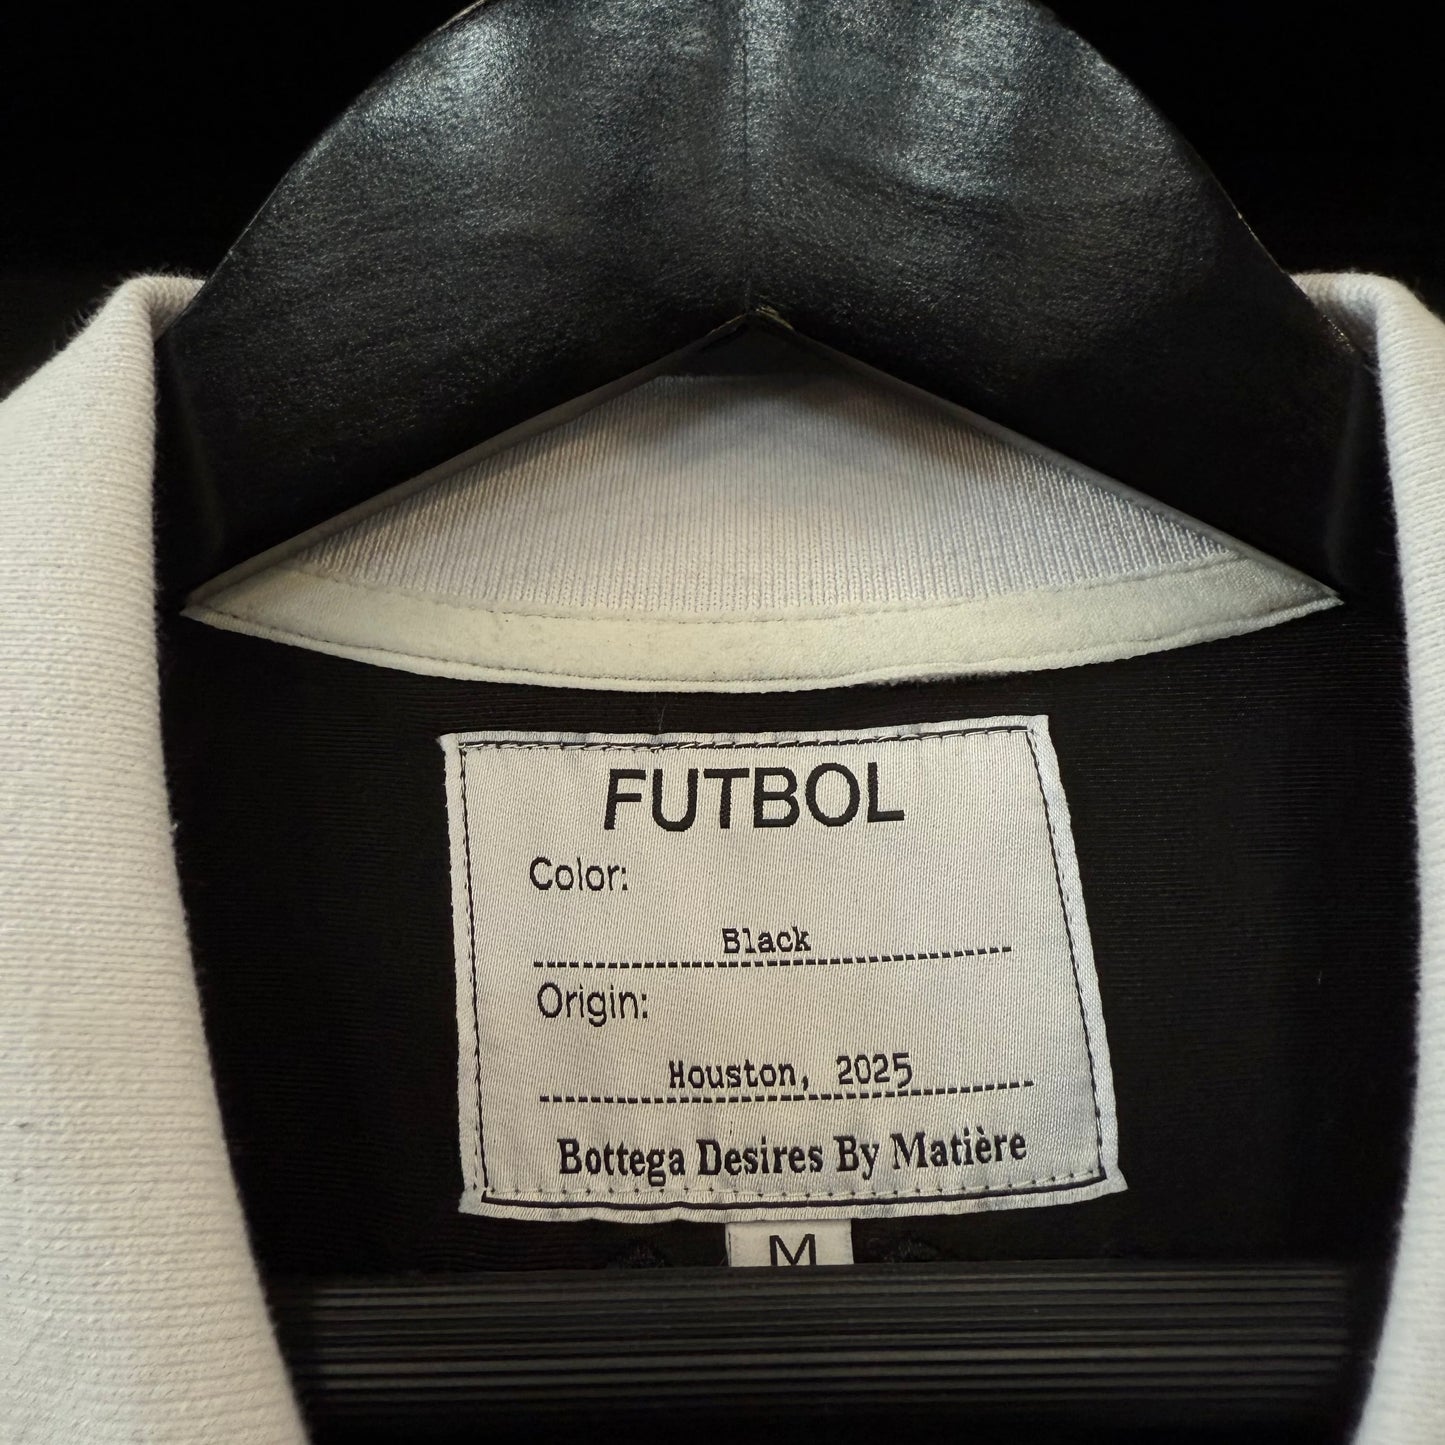 FUTBOL
Color:
Black
Origin:
Houston, 2025
Bottega Desires By Matière
M